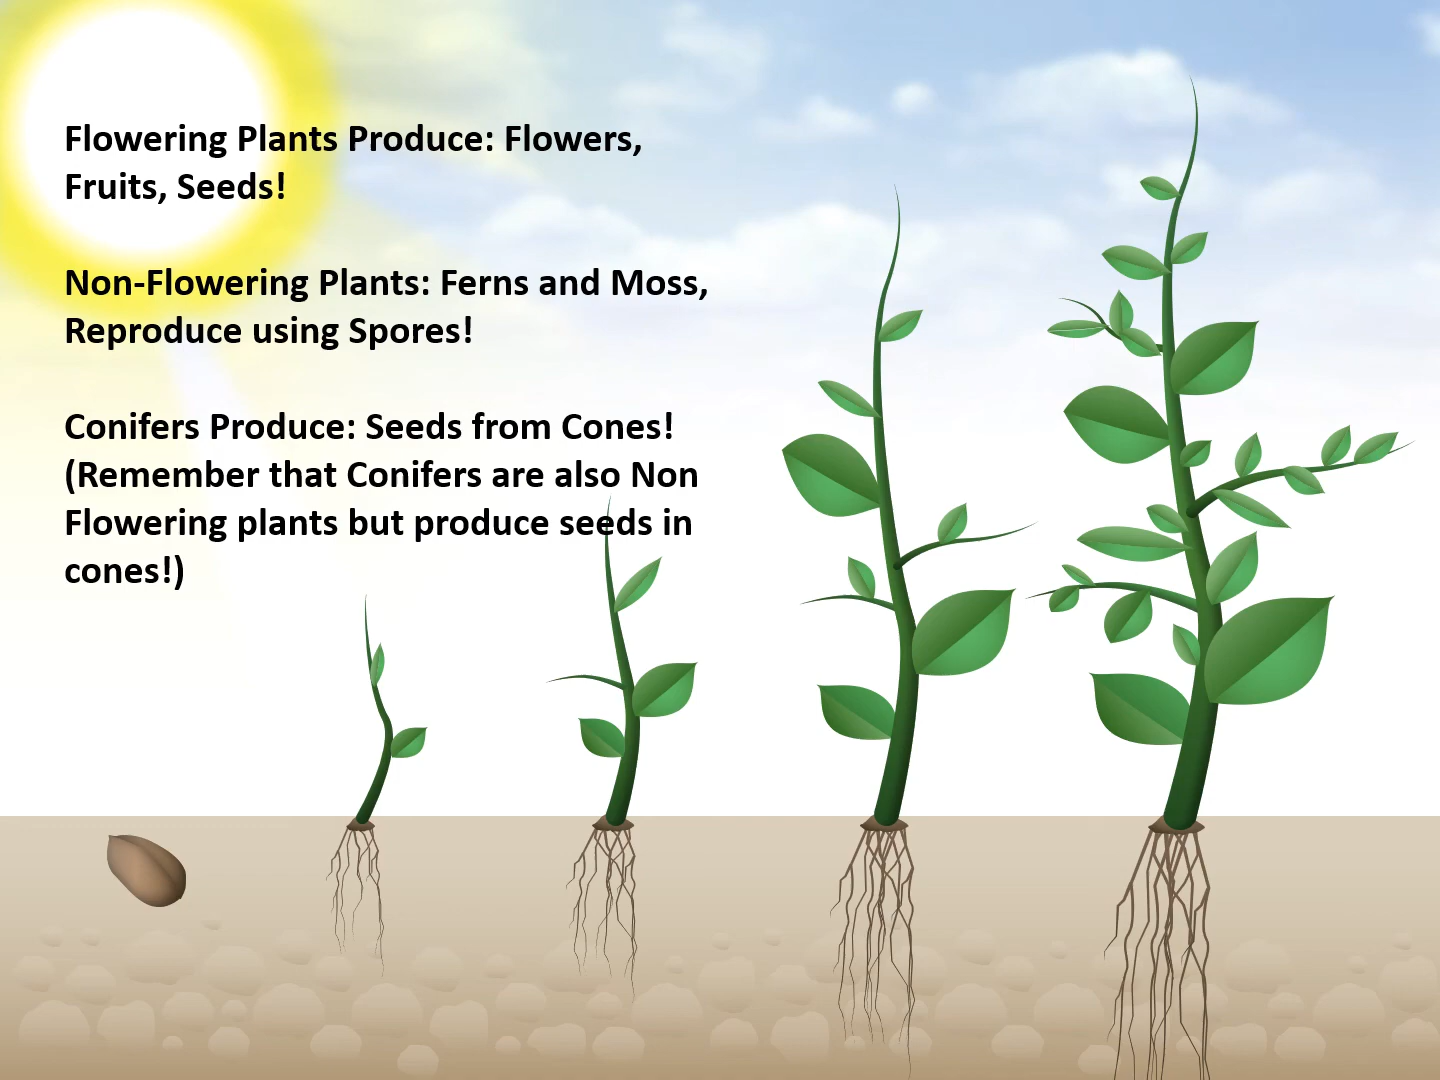 Flowering Plants Produce: Flowers,
Fruits, Seeds!
Non-Flowering Plants: Ferns and Moss,
Reproduce using Spores!
Conifers Produce: Seeds from Cones!
(Remember that Conifers are also Non
Flowering plants but produce seeds in
cones!)